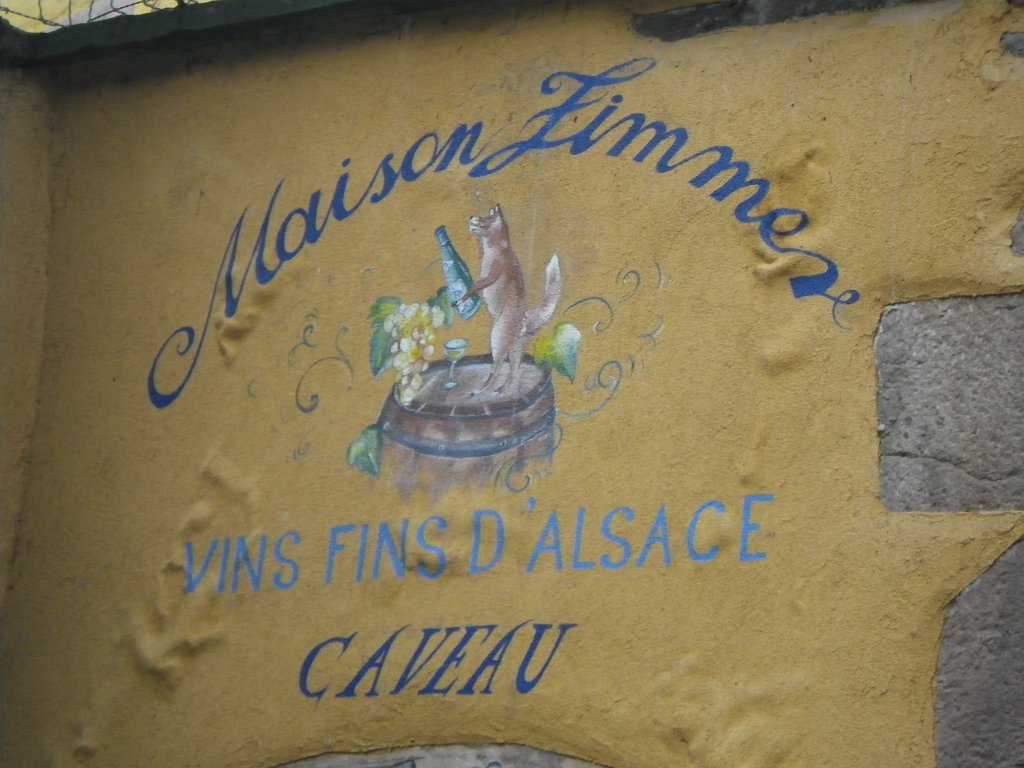 Maison Zimmer
VINS FINS D'ALSACE
CAVEAU